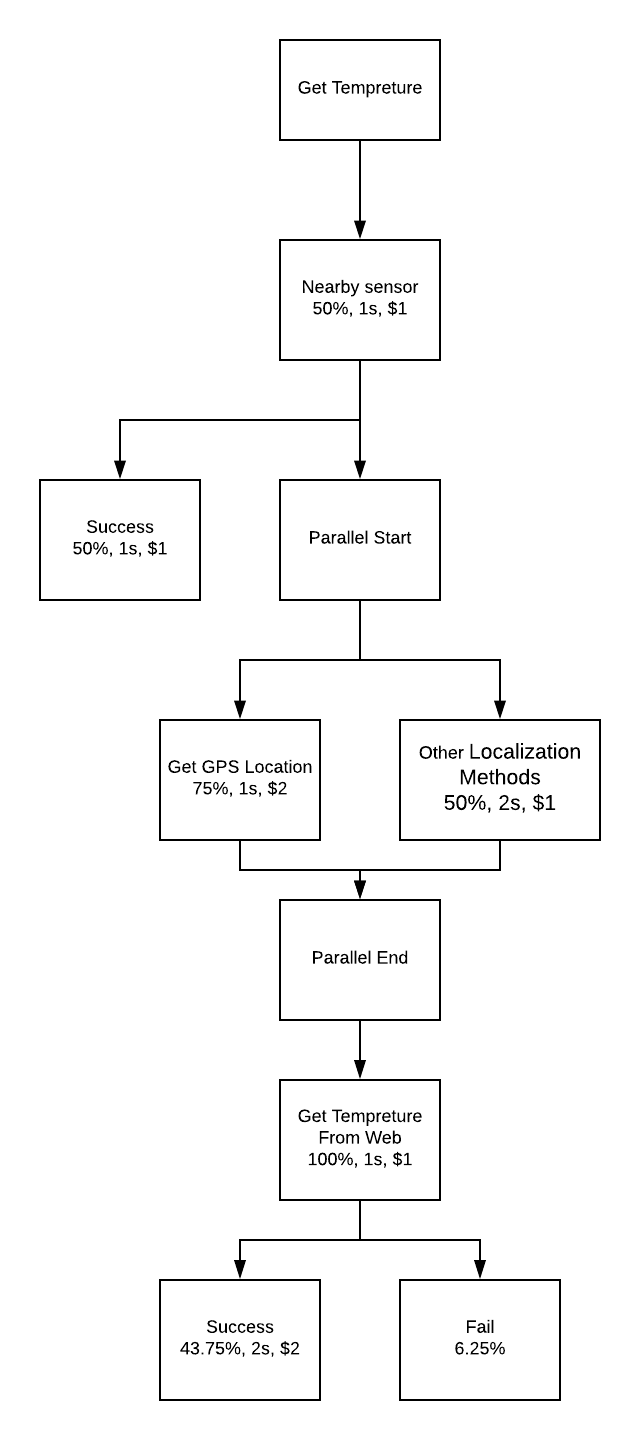 Get Tempreture
Nearby sensor
50%, 1s, $1
Success
50%, 1s, $1
Parallel Start
Get GPS Location
75%, 1s, $2
Other Localization
Methods
50%, 2s, $1
Parallel End
Get Tempreture
From Web
100%, 1s, $1
Success
43.75%, 2s, $2
Fail
6.25%